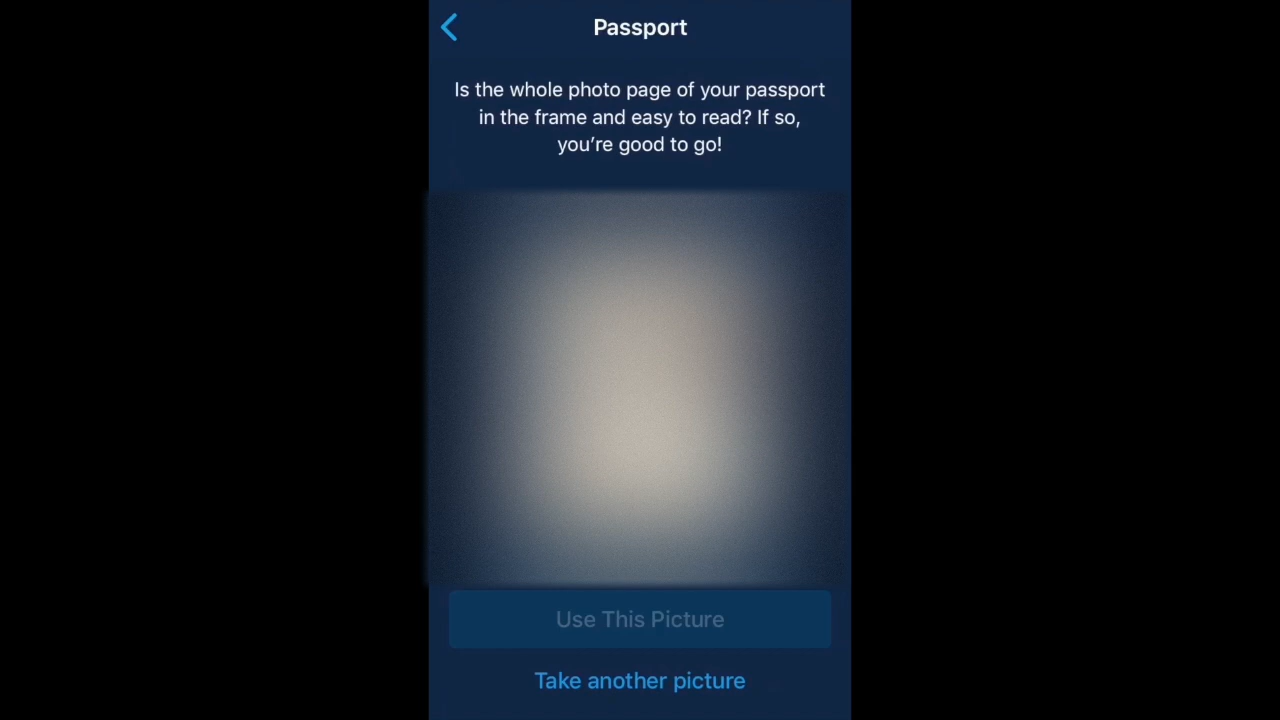 Passport
Is the whole photo page of your passport
in the frame and easy to read? If so,
you’re good to go!
Use This Picture
Take another picture